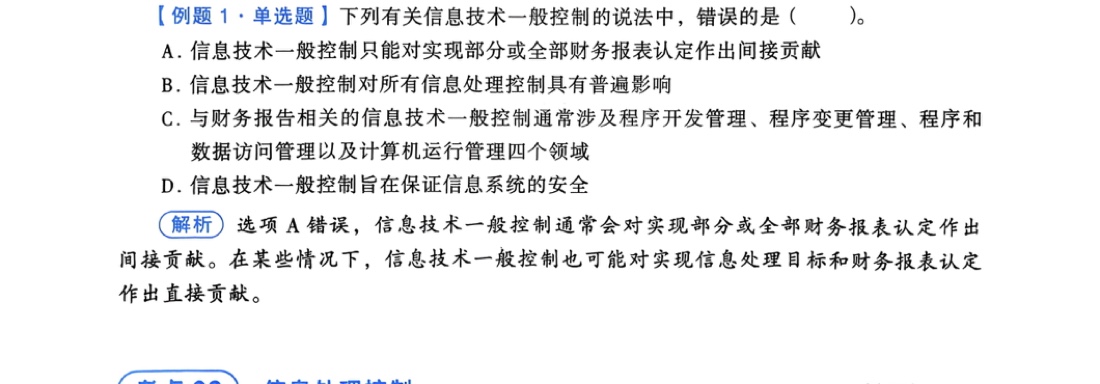 【例题1·单选题】下列有关信息技术一般控制的说法中，错误的是（　　）。
A. 信息技术一般控制只能对实现部分或全部财务报表认定作出间接贡献
B. 信息技术一般控制对所有信息处理控制具有普遍影响
C. 与财务报告相关的信息技术一般控制通常涉及程序开发管理、程序变更管理、程序和
数据访问管理以及计算机运行管理四个领域
D. 信息技术一般控制旨在保证信息系统的安全
解析 选项 A 错误，信息技术一般控制通常会对实现部分或全部财务报表认定作出
间接贡献。在某些情况下，信息技术一般控制也可能对实现信息处理目标和财务报表认定
作出直接贡献。